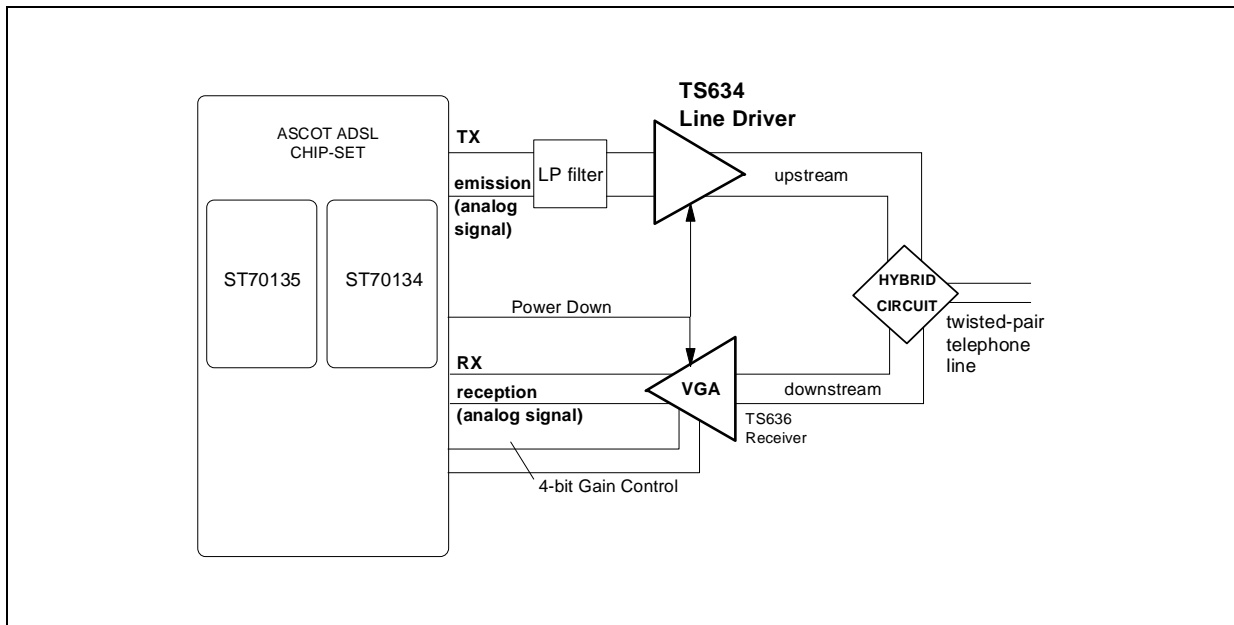 TS634
Line Driver
ASCOT ADSL
CHIP-SET
TX
LP filter
emission
(analog
signal)
upstream
ST70135
ST70134
HYBRID
CIRCUIT
Power Down
twisted-pair
telephone
line
RX
VGA
reception
(analog signal)
downstream
TS636
Receiver
4-bit Gain Control